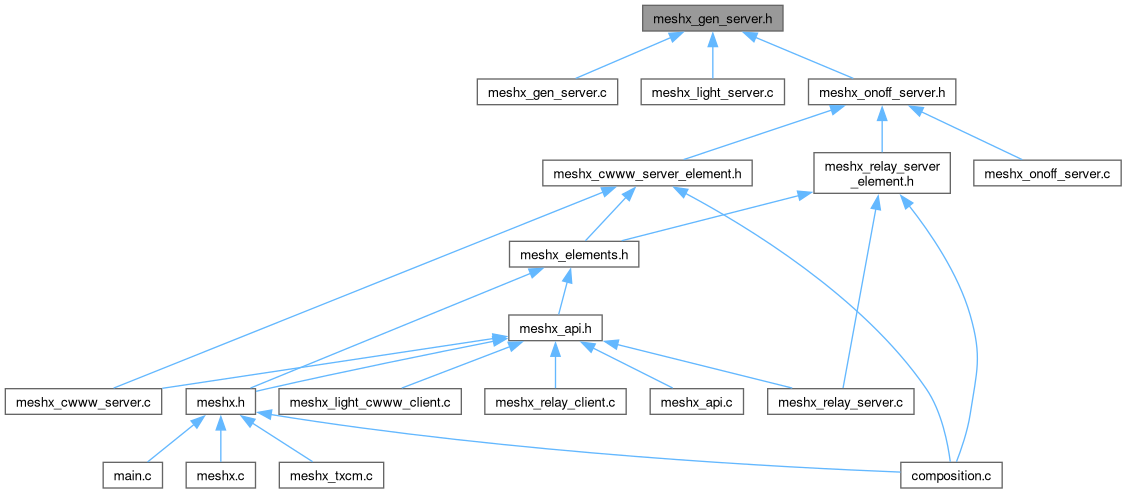 meshx_gen_server.h
meshx_gen_server.c
meshx_light_server.c
meshx_onoff_server.h
meshx_cwww_server_element.h
meshx_relay_server
_element.h
meshx_onoff_server.c
meshx_elements.h
meshx_api.h
meshx_cwww_server.c
meshx.h
meshx_light_cwww_client.c
meshx_relay_client.c
meshx_api.c
meshx_relay_server.c
main.c
meshx.c
meshx_txcm.c
composition.c